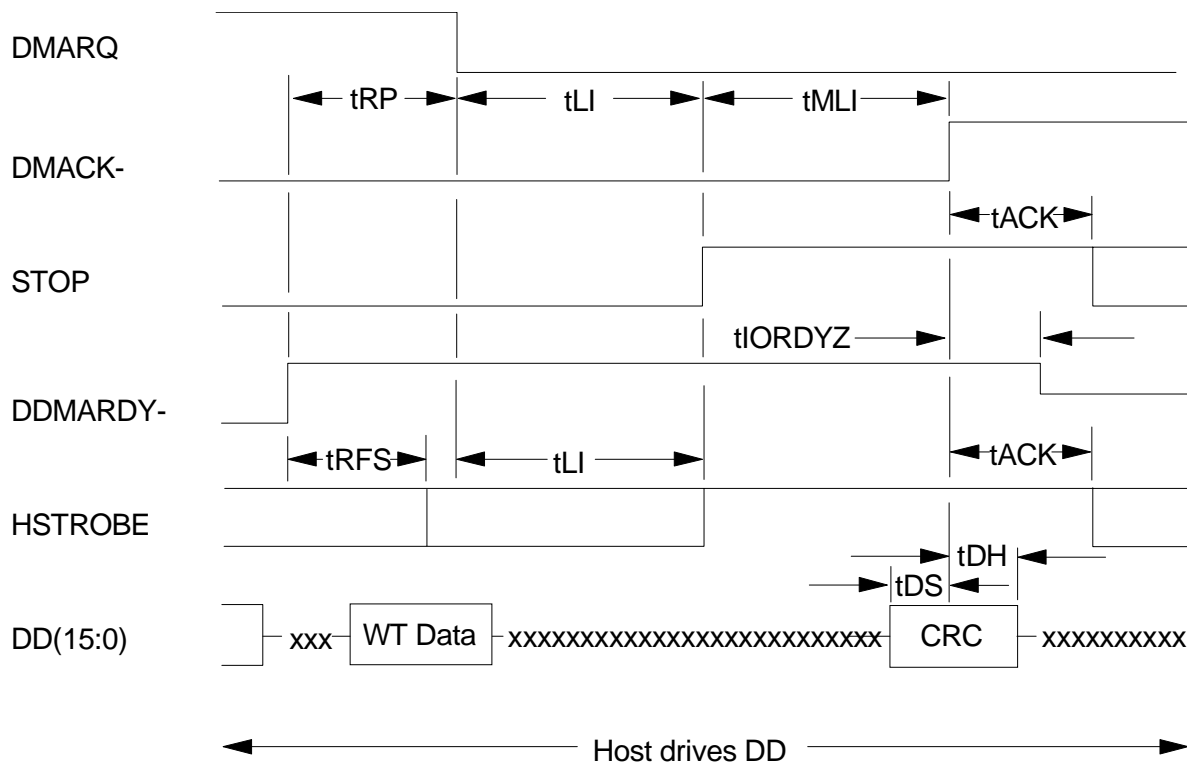 DMARQ
tRP tLI tMLI
DMACK-
tACK
STOP
tIORDYZ
DDMARDY-
tRFS tLI tACK
HSTROBE
tDH
tDS
DD(15:0) xxx WT Data xxxxxxxxxxxxxxxxxxxxxxxxxx CRC xxxxxxxxxx
Host drives DD